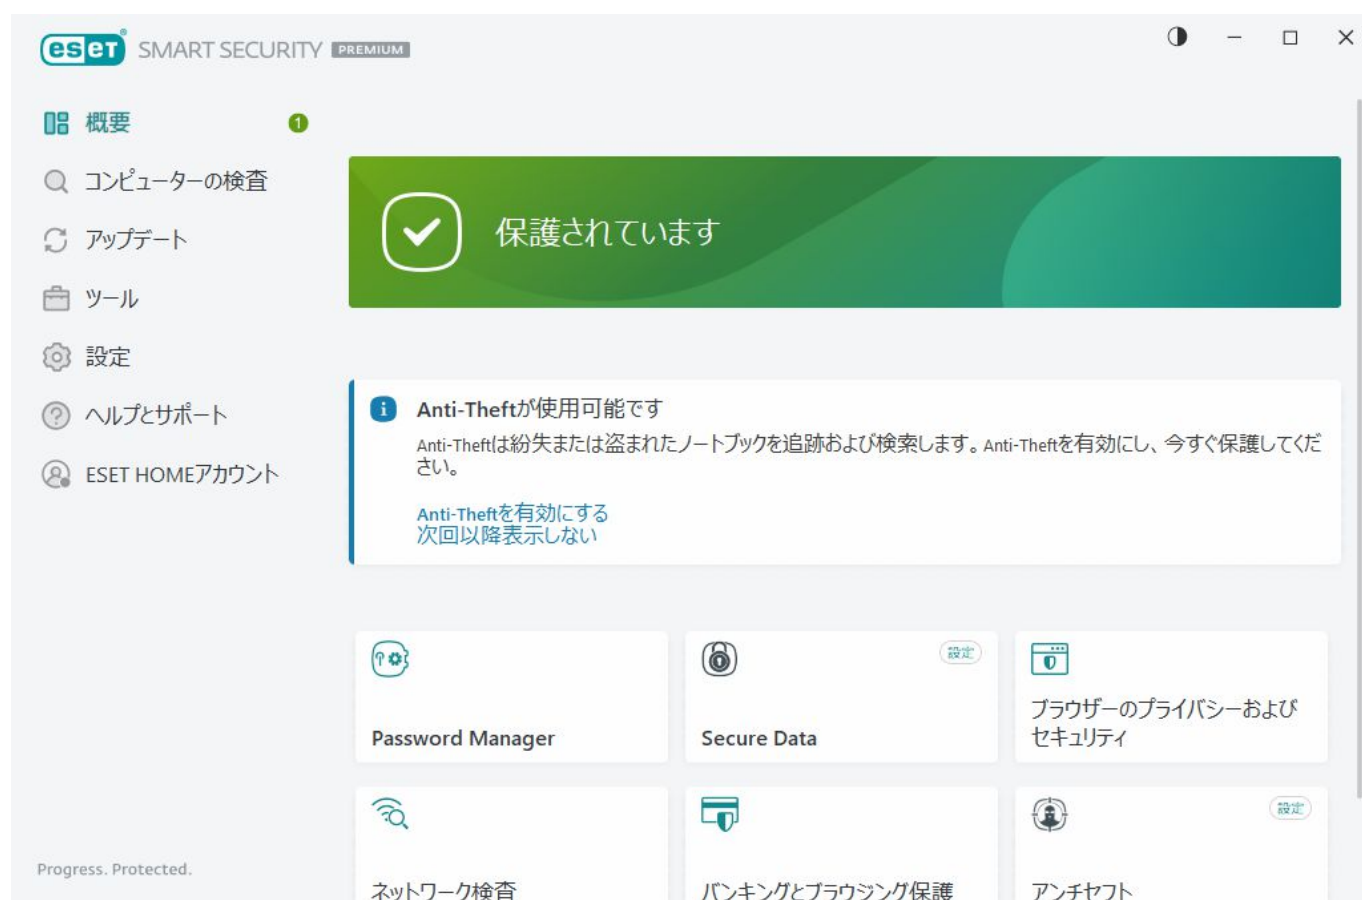 eset SMART SECURITY PREMIUM
概要 1
コンピューターの検査
アップデート
ツール
設定
ヘルプとサポート
ESET HOMEアカウント
Progress. Protected.
保護されています
Anti-Theftが使用可能です
Anti-Theftは紛失または盗まれたノートブックを追跡および検索します。Anti-Theftを有効にし、今すぐ保護してくだ
さい。
Anti-Theftを有効にする
次回以降表示しない
Password Manager
設定
Secure Data
ブラウザーのプライバシーおよび
セキュリティ
ネットワーク検査
バンキングとブラウジング保護
設定
アンチセフト